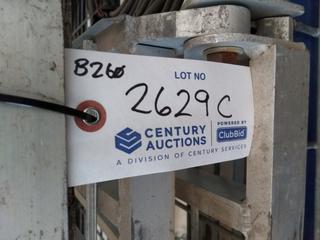 B260
LOT NO
2629C
CENTURY
AUCTIONS
POWERED BY
ClubBid
A DIVISION OF CENTURY SERVICES